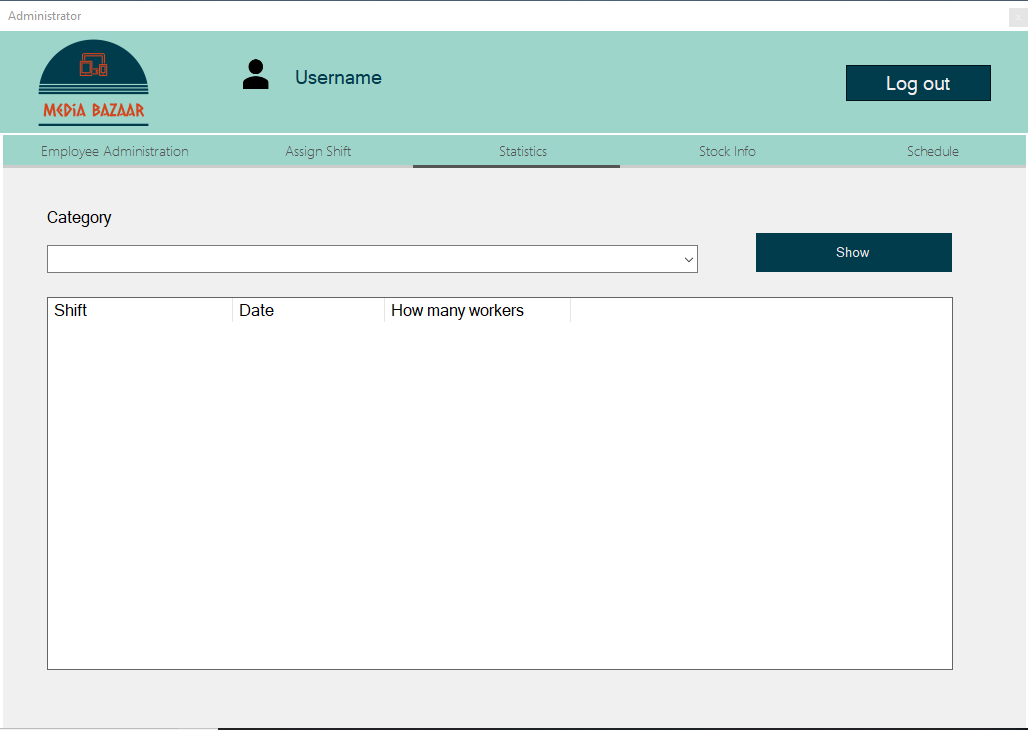 Administrator
x
MEDIA BAZAAR
Username
Log out
Employee Administration
Assign Shift
Statistics
Stock Info
Schedule
Category
Show
Shift
Date
How many workers